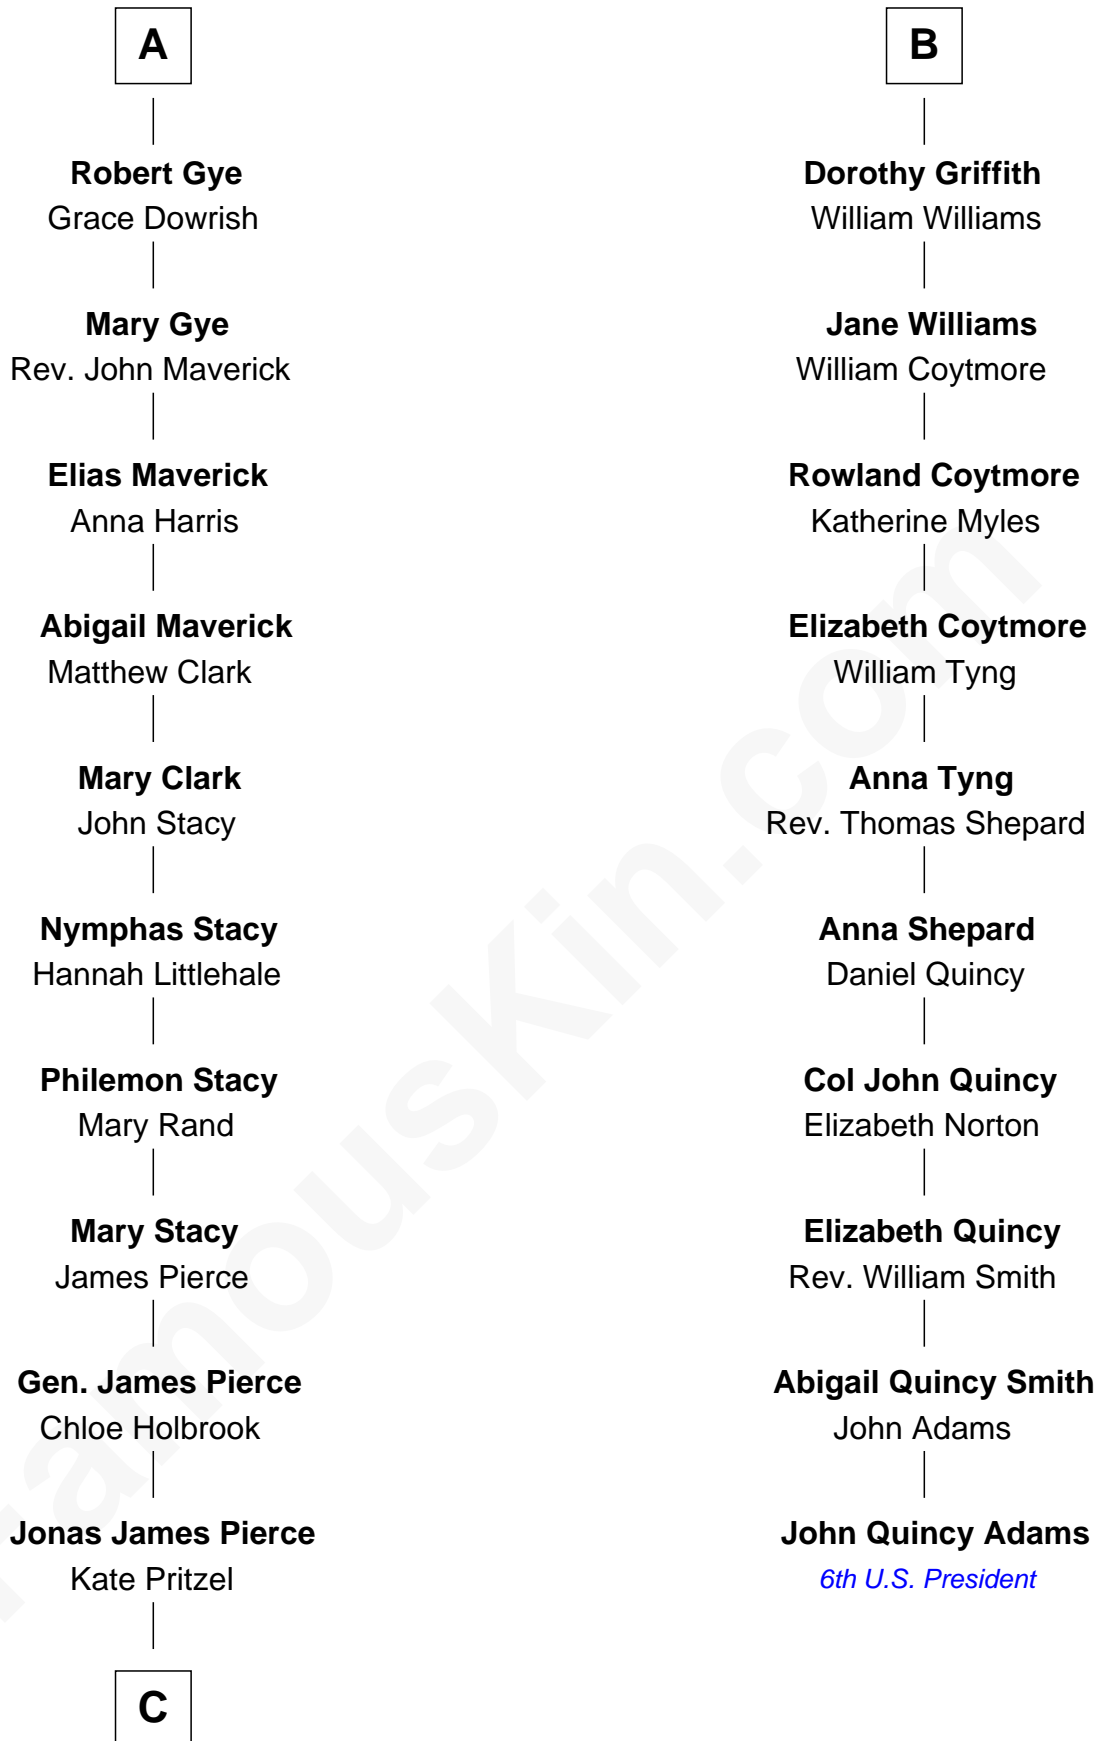 A
Robert Gye
Grace Dowrish
Mary Gye
Rev. John Maverick
Elias Maverick
Anna Harris
Abigail Maverick
Matthew Clark
Mary Clark
John Stacy
Nymphas Stacy
Hannah Littlehale
Philemon Stacy
Mary Rand
Mary Stacy
James Pierce
Gen. James Pierce
Chloe Holbrook
Jonas James Pierce
Kate Pritzel
C
B
Dorothy Griffith
William Williams
Jane Williams
William Coytmore
Rowland Coytmore
Katherine Myles
Elizabeth Coytmore
William Tyng
Anna Tyng
Rev. Thomas Shepard
Anna Shepard
Daniel Quincy
Col John Quincy
Elizabeth Norton
Elizabeth Quincy
Rev. William Smith
Abigail Quincy Smith
John Adams
John Quincy Adams
6th U.S. President
FamousKin.com